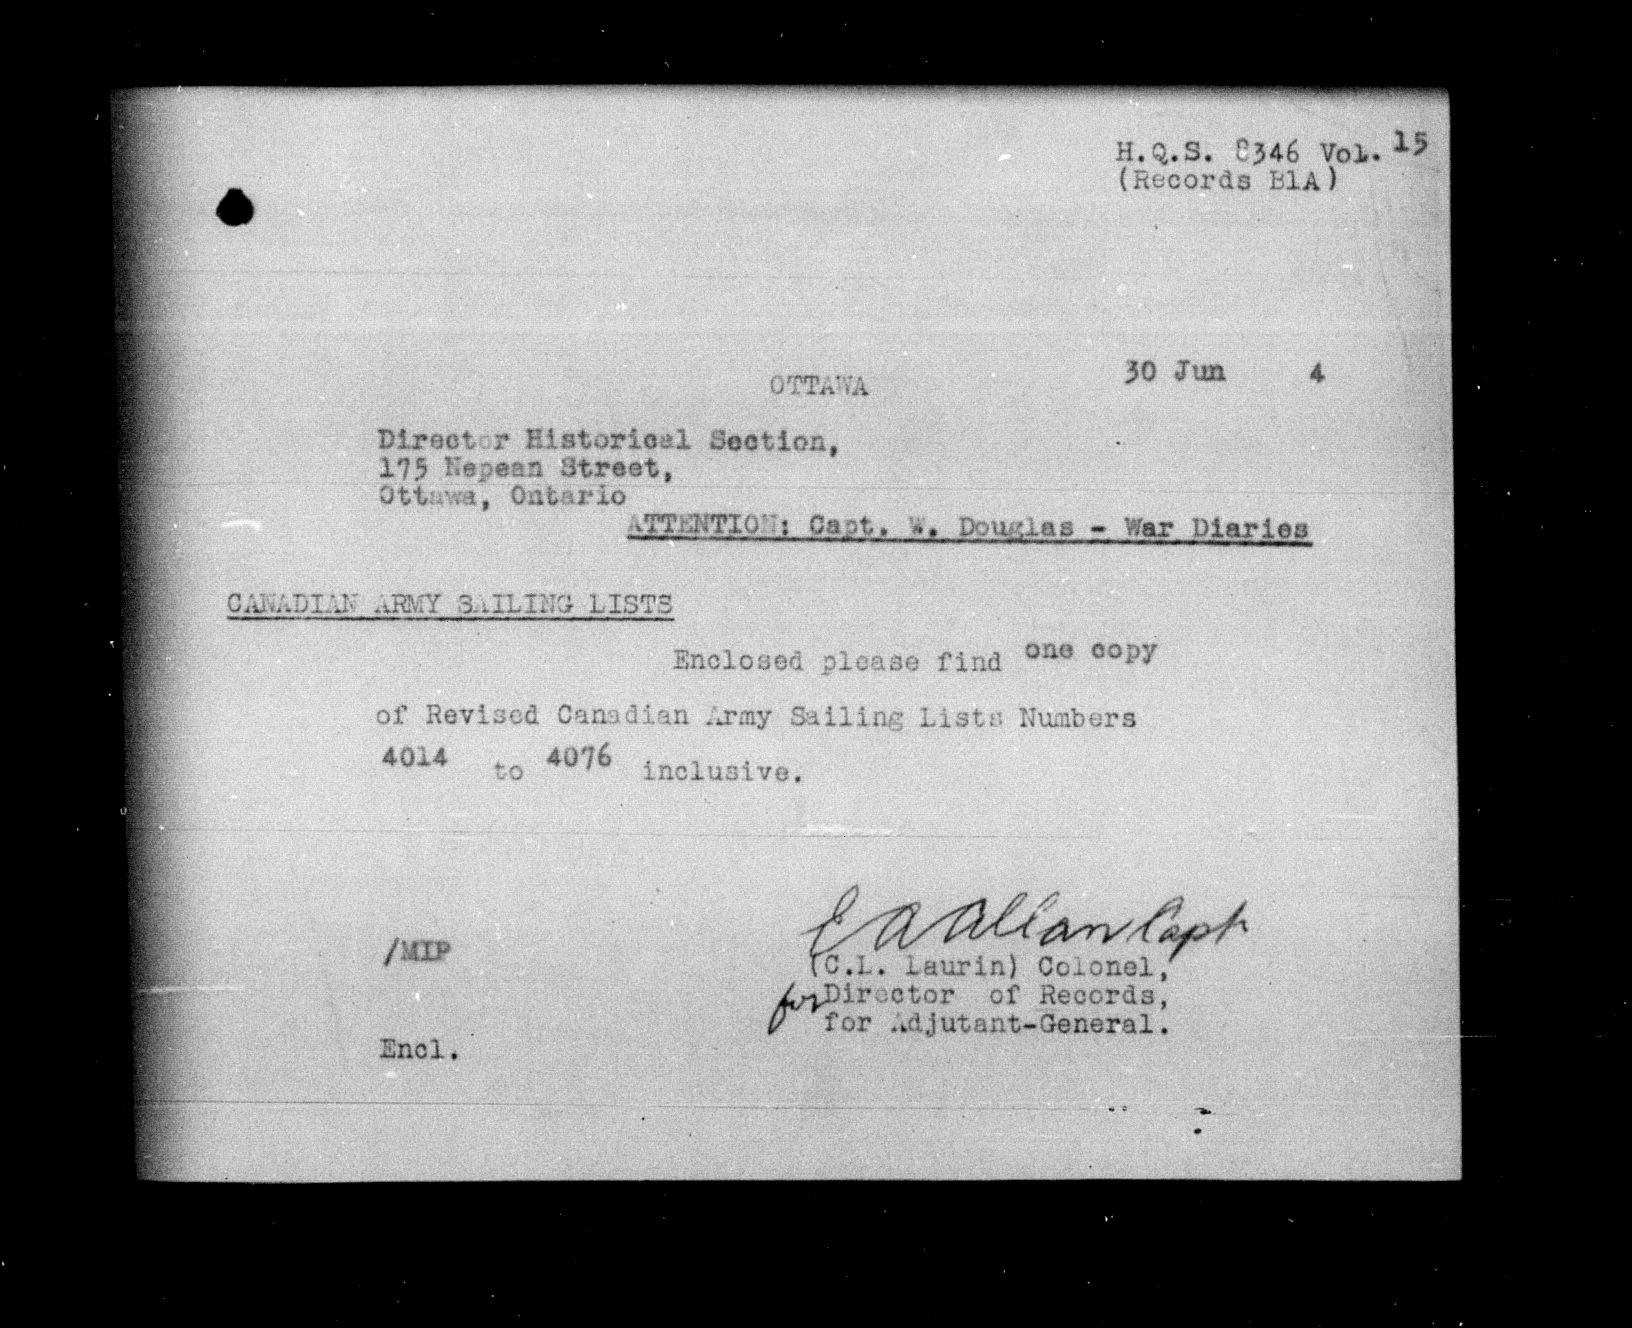 H.Q.S. 8346 Vol. 15
(Records B1A)
OTTAWA 30 Jun 4
Director Historical Section,
175 Nepean Street,
Ottawa, Ontario
ATTENTION: Capt. W. Douglas - War Diaries
CANADIAN ARMY SAILING LISTS
Enclosed please find one copy
of Revised Canadian Army Sailing Lists Numbers
4014 to 4076 inclusive.
E A Allan Capt
/MIP
(C.L. Laurin) Colonel,
for Director of Records,
for Adjutant-General.
Encl.